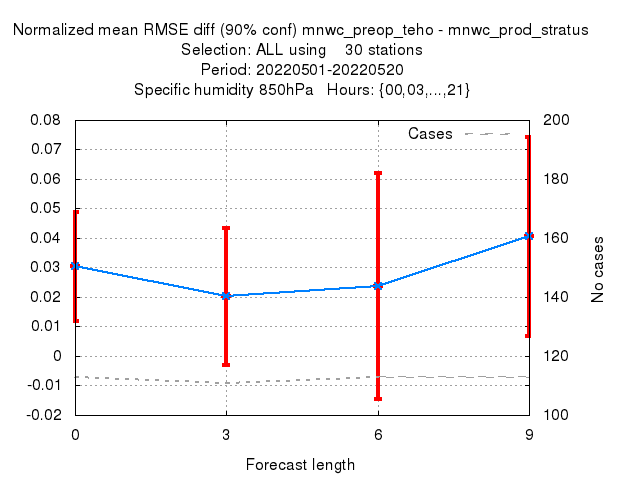 Normalized mean RMSE diff (90% conf) mnwc_preop_teho - mnwc_prod_stratus
Selection: ALL using    30 stations
Period: 20220501-20220520
Specific humidity 850hPa   Hours: {00,03,...,21}
Cases
0.08
0.07
0.06
0.05
0.04
0.03
0.02
0.01
0
-0.01
-0.02
200
180
160
140
120
100
No cases
0 3 6 9
Forecast length